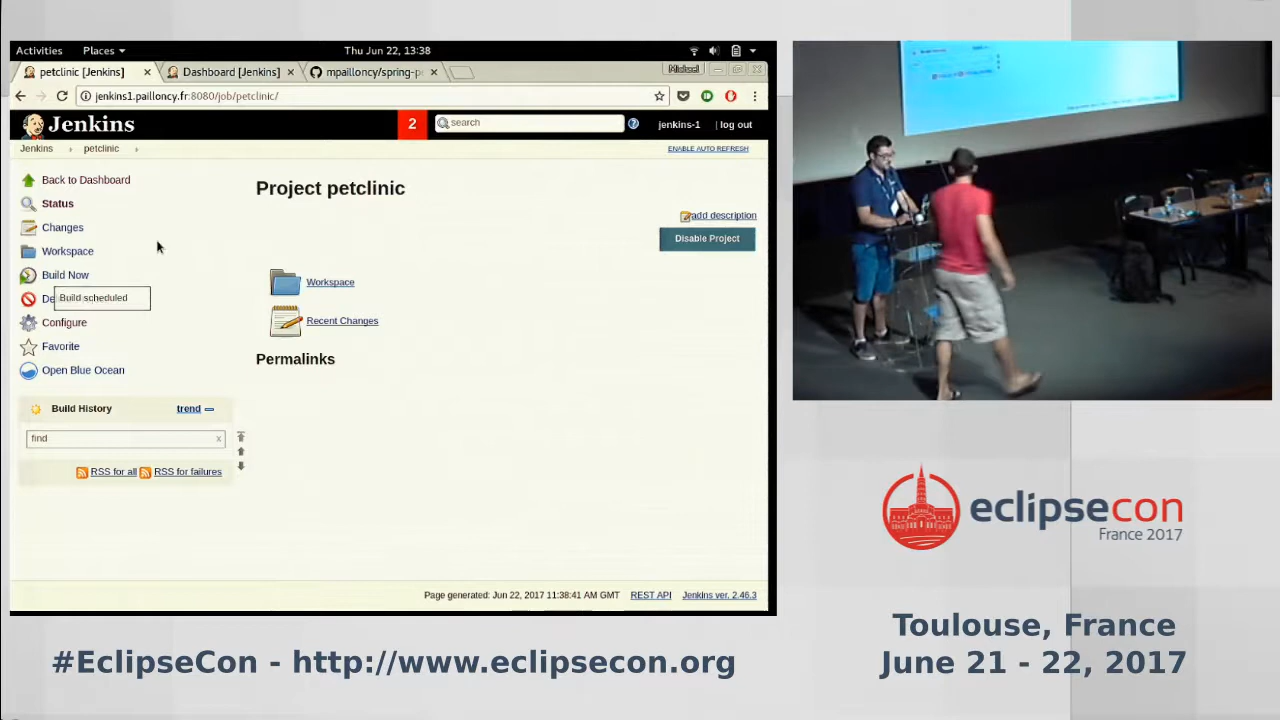 Activities Places Thu Jun 22, 13:38
petclinic [Jenkins] Dashboard [Jenkins] mpailloncy/spring-p Michael
jenkins1.pailloncy.fr:8080/job/petclinic/
Jenkins 2 search jenkins-1 | log out
Jenkins petclinic ENABLE AUTO REFRESH
Back to Dashboard
Status
Changes
Workspace
Build Now
De Build scheduled
Configure
Favorite
Open Blue Ocean
Build History trend
find x
RSS for all RSS for failures
Project petclinic
add description
Disable Project
Workspace
Recent Changes
Permalinks
Page generated: Jun 22, 2017 11:38:41 AM GMT REST API Jenkins ver. 2.46.3
eclipsecon
France 2017
#EclipseCon - http://www.eclipsecon.org
Toulouse, France
June 21 - 22, 2017